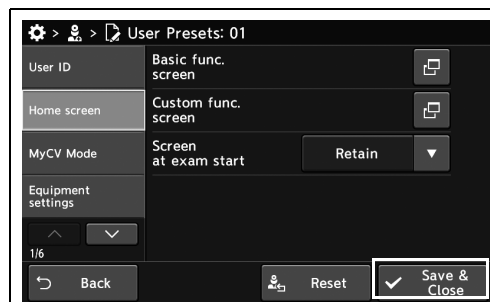 > > User Presets: 01
User ID
Basic func.
screen
Home screen
Custom func.
screen
MyCV Mode
Screen
at exam start
Retain
Equipment
settings
1/6
Back
Reset
Save &
Close